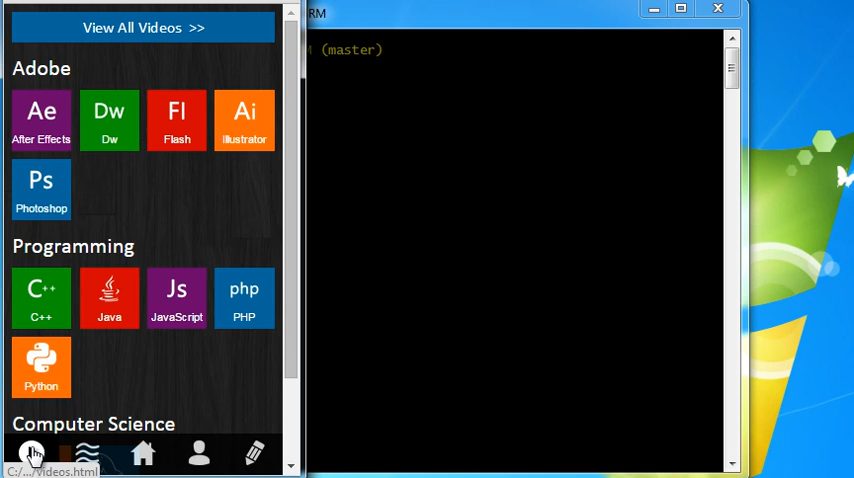 RM
View All Videos >>
M (master)
Adobe
Ae
After Effects
Dw
Dw
Fl
Flash
Ai
Illustrator
Ps
Photoshop
Programming
C++
C++
Java
Js
JavaScript
php
PHP
Python
Computer Science
C:/.../videos.html